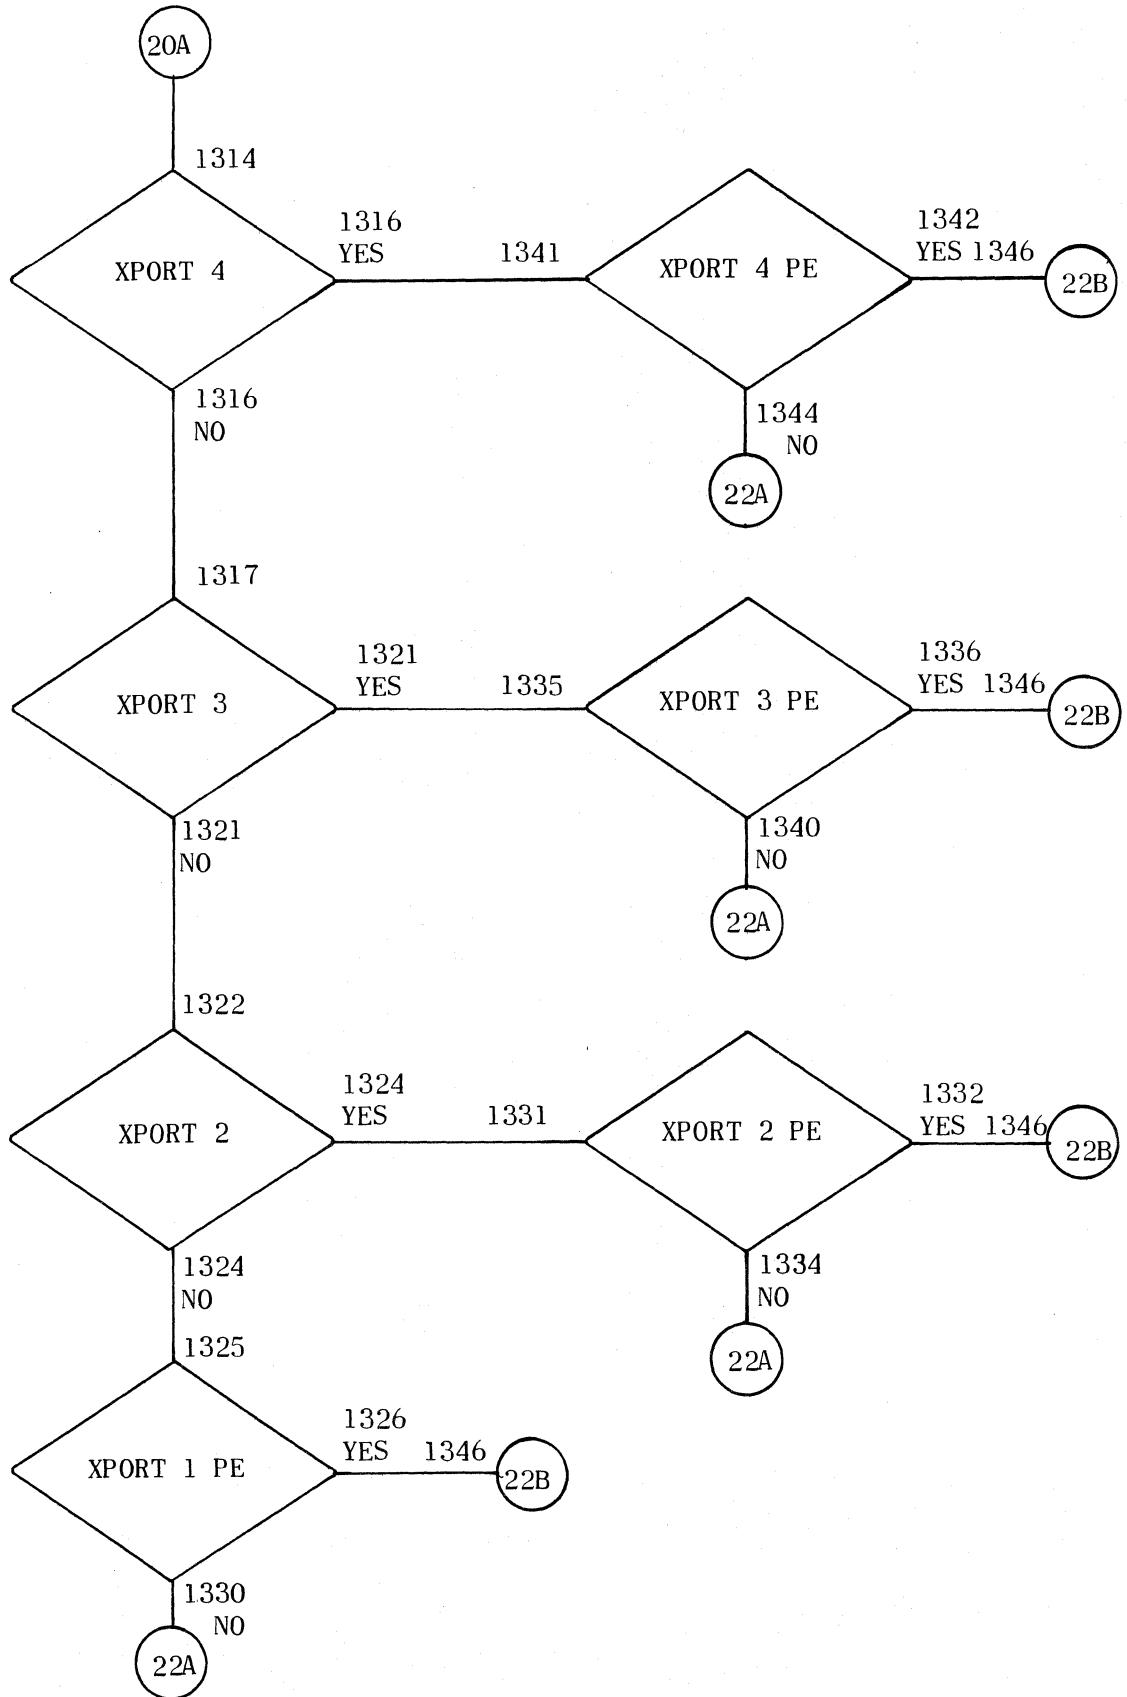 20A
1314
XPORT 4
1316
YES
1341
XPORT 4 PE
1342
YES 1346
22B
1316
NO
1344
NO
22A
1317
XPORT 3
1321
YES
1335
XPORT 3 PE
1336
YES 1346
22B
1321
NO
1340
NO
22A
1322
XPORT 2
1324
YES
1331
XPORT 2 PE
1332
YES 1346
22B
1324
NO
1334
NO
22A
1325
XPORT 1 PE
1326
YES 1346
22B
1330
NO
22A